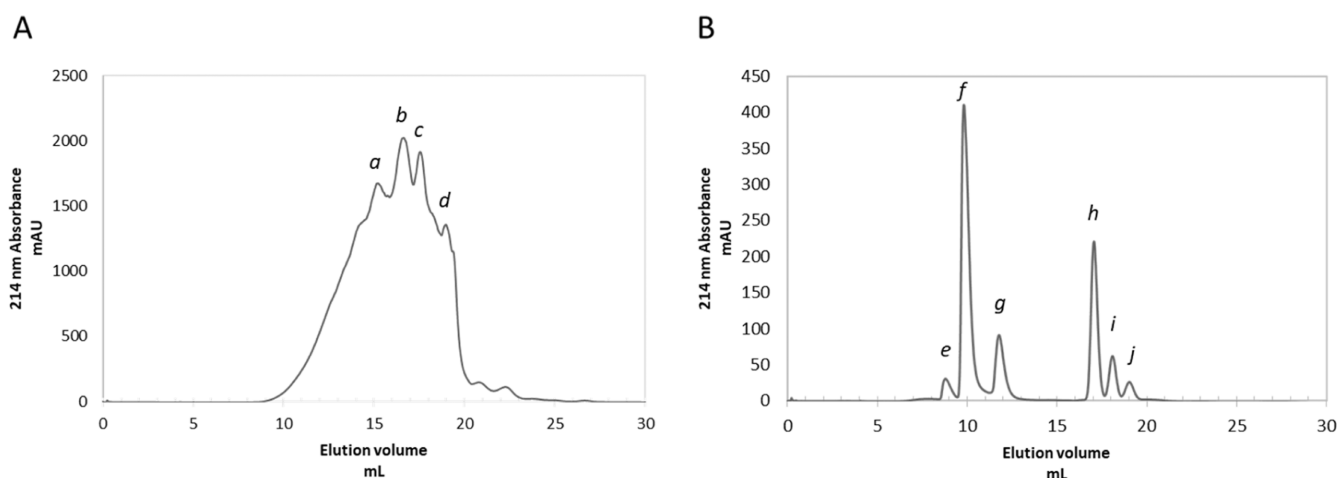 A
2500
2000
1500
1000
500
0
214 nm Absorbance
mAU
a
b
c
d
0 5 10 15 20 25 30
Elution volume
mL
B
450
400
350
300
250
200
150
100
50
0
214 nm Absorbance
mAU
e
f
g
h
i
j
0 5 10 15 20 25 30
Elution volume
mL